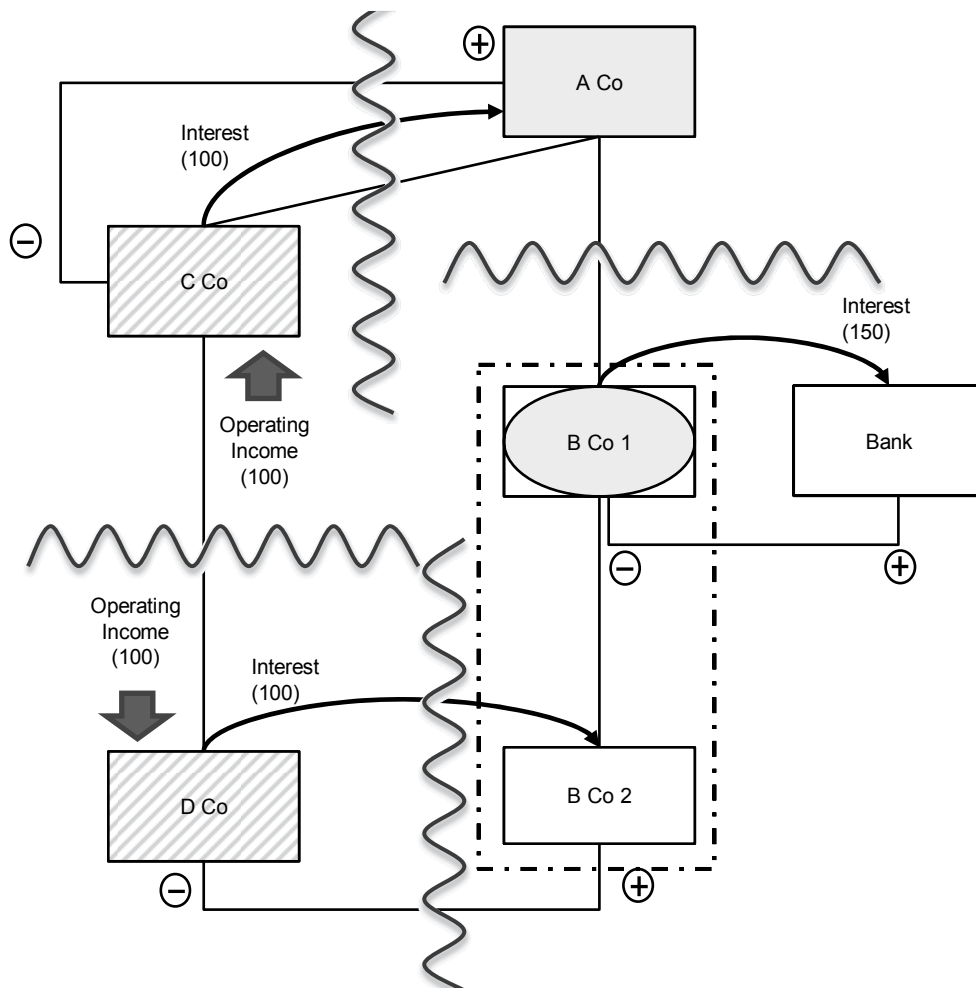 +
A Co
Interest
(100)
−
C Co
Interest
(150)
Operating
Income
(100)
B Co 1
Bank
−
+
Operating
Income
(100)
Interest
(100)
D Co
B Co 2
−
+